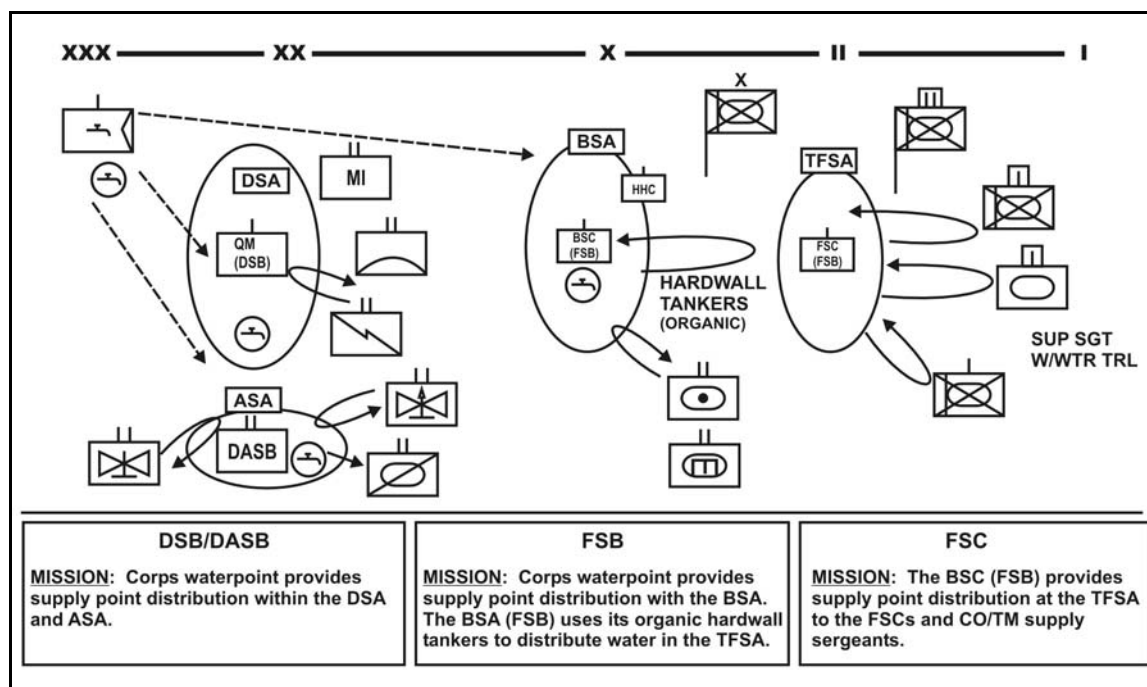 XXX XX X II I
X
BSA
TFSA
DSA
MI
HHC
QM
(DSB)
BSC
(FSB)
FSC
(FSB)
HARDWALL
TANKERS
(ORGANIC)
SUP SGT
W/WTR TRL
ASA
DASB
DSB/DASB
MISSION: Corps waterpoint provides
supply point distribution within the DSA
and ASA.
FSB
MISSION: Corps waterpoint provides
supply point distribution with the BSA.
The BSA (FSB) uses its organic hardwall
tankers to distribute water in the TFSA.
FSC
MISSION: The BSC (FSB) provides
supply point distribution at the TFSA
to the FSCs and CO/TM supply
sergeants.